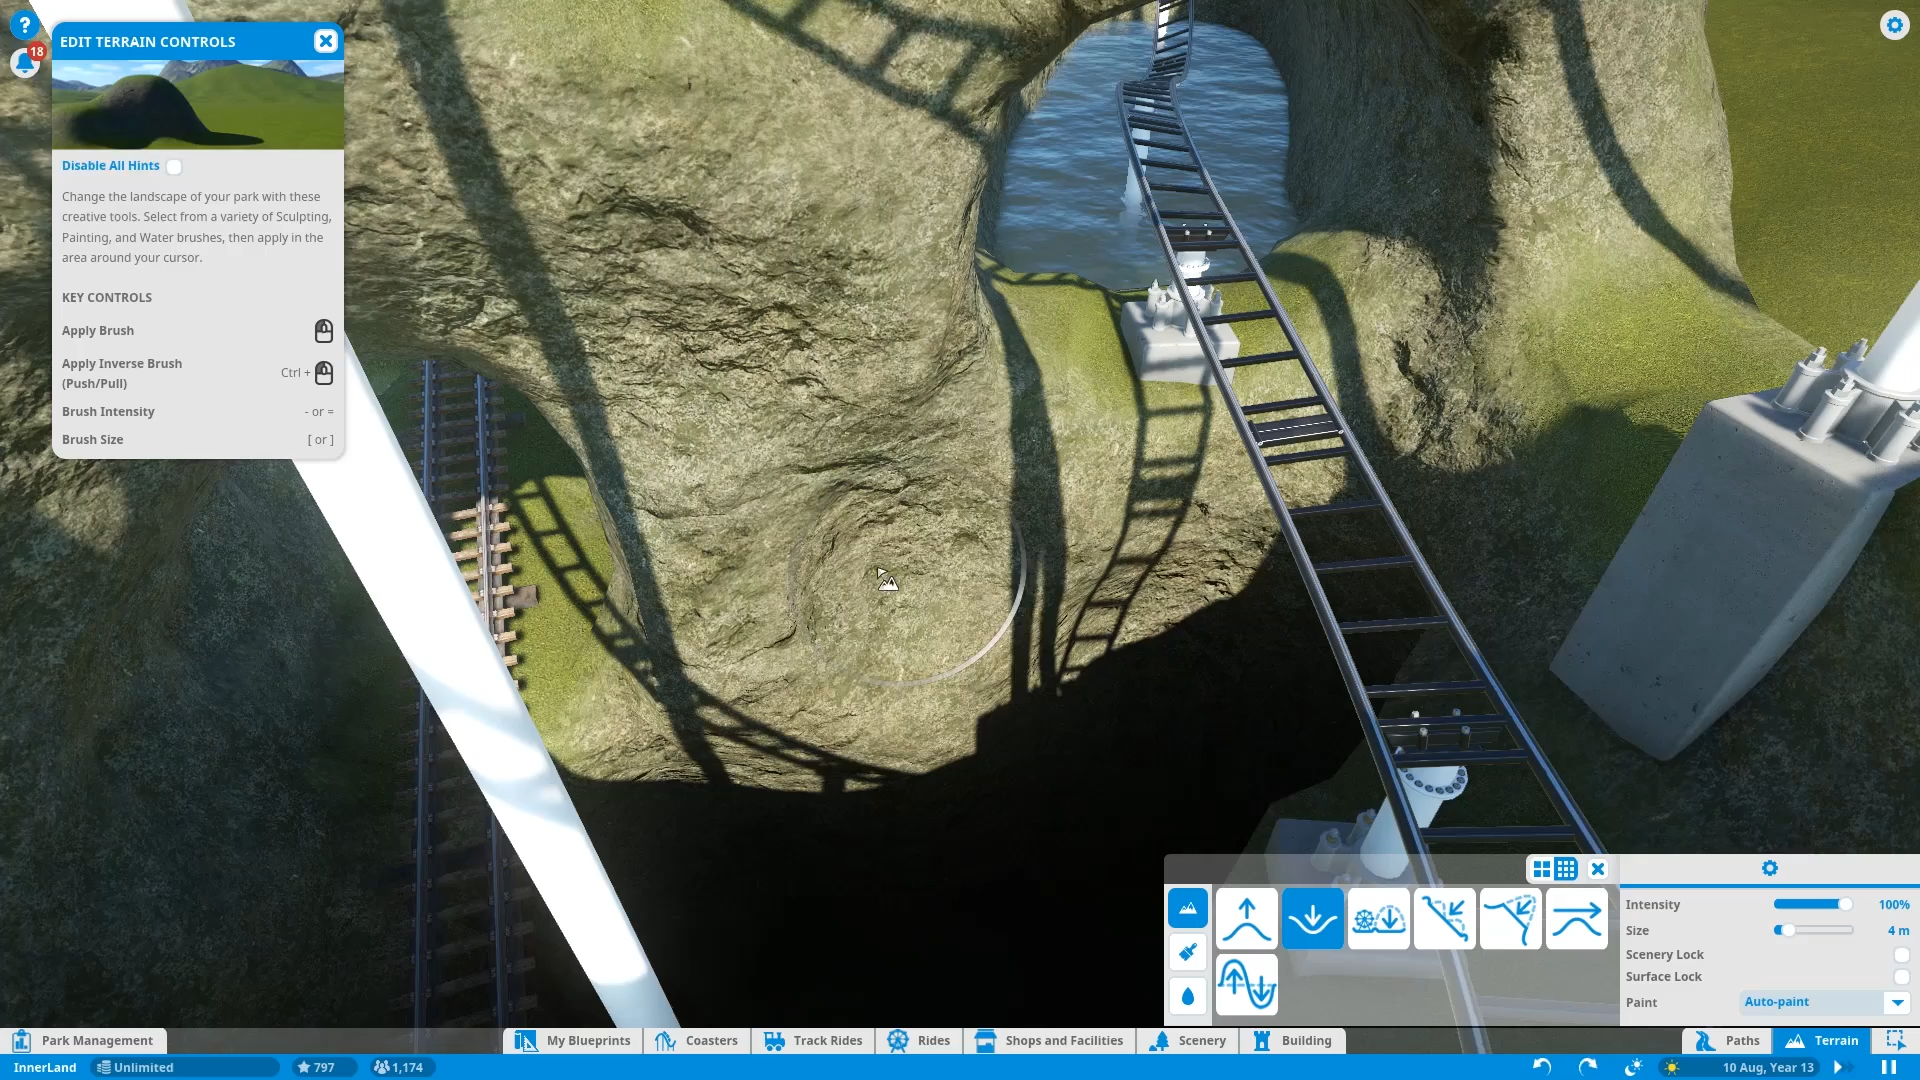 ?
EDIT TERRAIN CONTROLS
18
Disable All Hints
Change the landscape of your park with these
creative tools. Select from a variety of Sculpting,
Painting, and Water brushes, then apply in the
area around your cursor.
KEY CONTROLS
Apply Brush
Apply Inverse Brush
(Push/Pull)
Ctrl +
Brush Intensity
- or =
Brush Size
[ or ]
Intensity
100%
Size
4 m
Scenery Lock
Surface Lock
Paint
Auto-paint
Park Management
My Blueprints
Coasters
Track Rides
Rides
Shops and Facilities
Scenery
Building
Paths
Terrain
InnerLand
Unlimited
797
1,174
10 Aug, Year 13